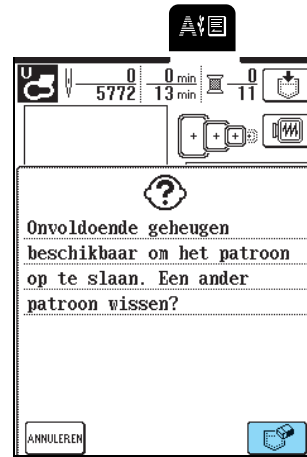 A
U 0 0 min 0
5772 13 min 11
Onvoldoende geheugen
beschikbaar om het patroon
op te slaan. Een ander
patroon wissen?
ANNULEREN